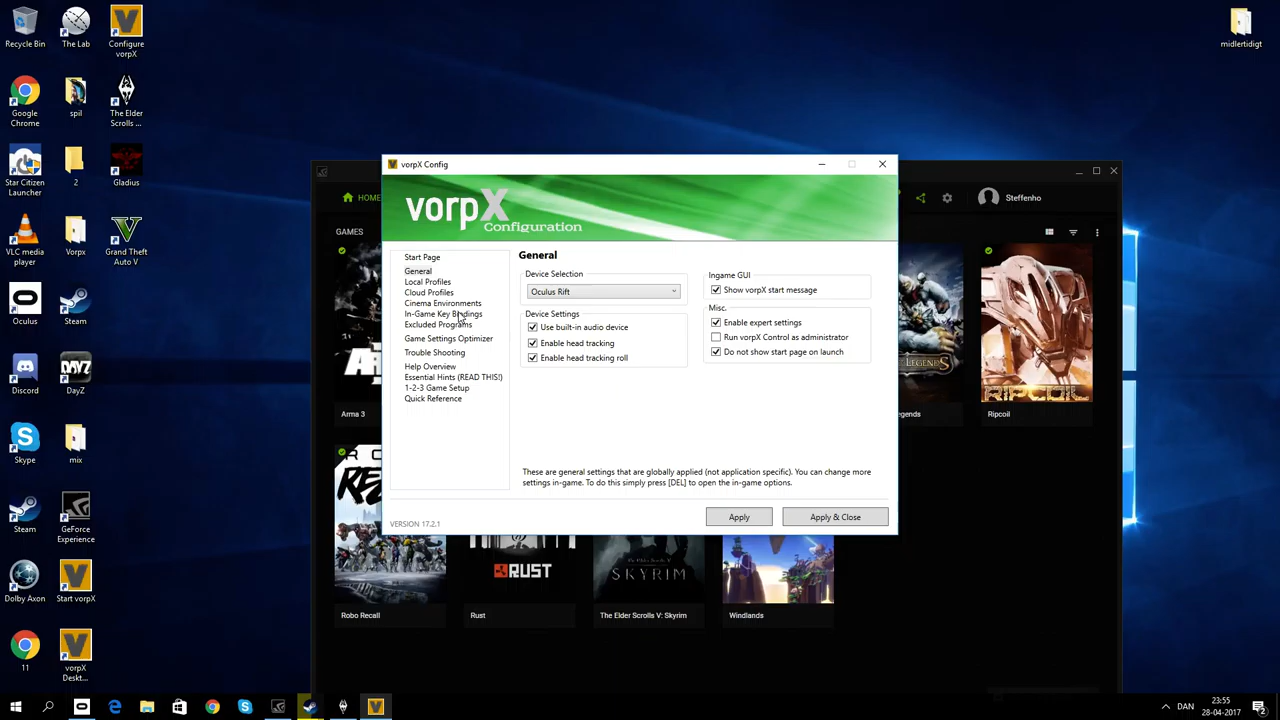 Recycle Bin
The Lab
Configure
vorpX
midlertidigt
Google
Chrome
spil
The Elder
Scrolls ...
Star Citizen
Launcher
2
Gladius
VLC media
player
Vorpx
Grand Theft
Auto V
Oculus
Steam
Discord
DayZ
Skype
mix
Steam
GeForce
Experience
Dolby Axon
Start vorpX
11
vorpX
Deskt...
HOME
Steffenho
GAMES
Arma 3
egends
LEGENDS
RIPCOIL
Ripcoil
Robo Recall
RUST
Rust
SKYRIM
The Elder Scrolls V: Skyrim
Windlands
vorpX Config
vorpX
Configuration
Start Page
General
Local Profiles
Cloud Profiles
Cinema Environments
In-Game Key Bindings
Excluded Programs
Game Settings Optimizer
Trouble Shooting
Help Overview
Essential Hints (READ THIS!)
1-2-3 Game Setup
Quick Reference
General
Device Selection
Oculus Rift
Device Settings
Use built-in audio device
Enable head tracking
Enable head tracking roll
Ingame GUI
Show vorpX start message
Misc.
Enable expert settings
Run vorpX Control as administrator
Do not show start page on launch
These are general settings that are globally applied (not application specific). You can change more
settings in-game. To do this simply press [DEL] to open the in-game options.
VERSION 17.2.1
Apply
Apply & Close
DAN
23:55
28-04-2017
2